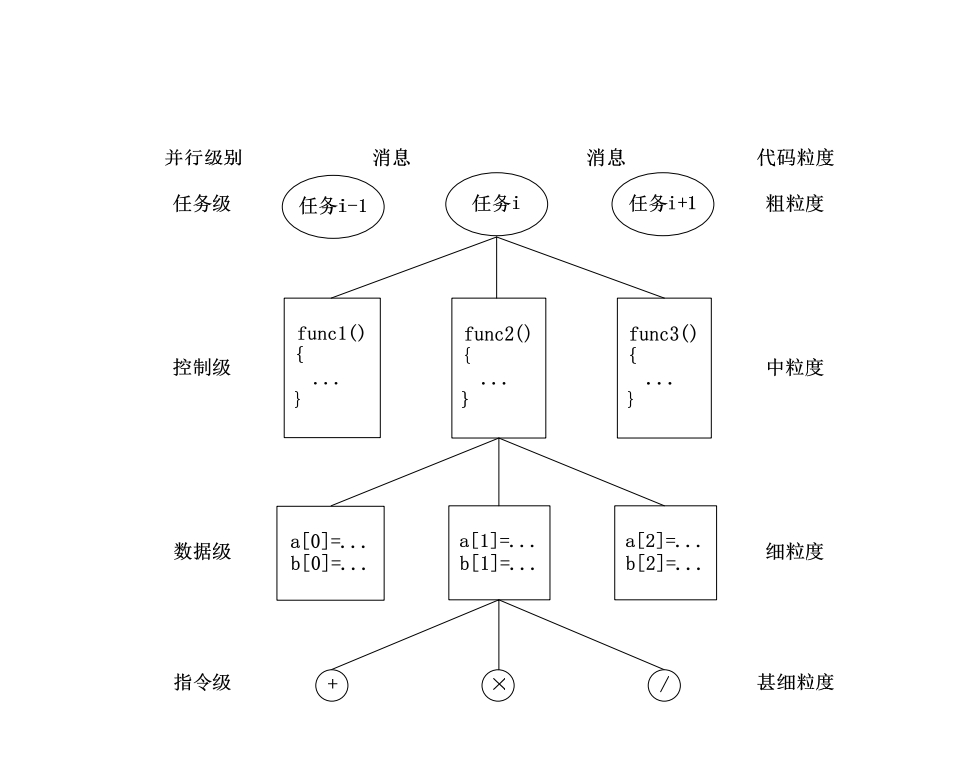 并行级别 消息 消息 代码粒度
任务级 任务i-1 任务i 任务i+1 粗粒度
func1() func2() func3()
{ { {
控制级 中粒度
... ... ...
} } }
a[0]=... a[1]=... a[2]=...
数据级 细粒度
b[0]=... b[1]=... b[2]=...
指令级 + × / 甚细粒度